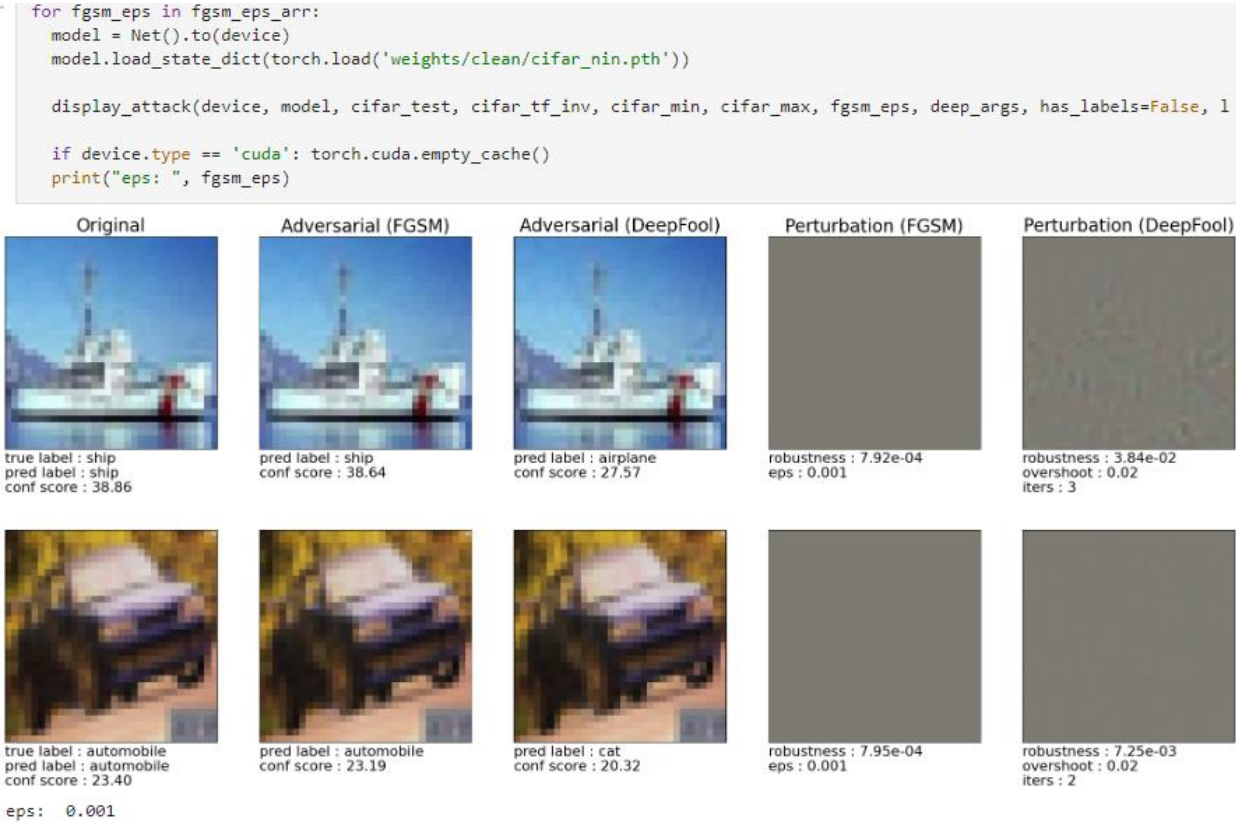 for fgsm_eps in fgsm_eps_arr:
model = Net().to(device)
model.load_state_dict(torch.load('weights/clean/cifar_nin.pth'))
display_attack(device, model, cifar_test, cifar_tf_inv, cifar_min, cifar_max, fgsm_eps, deep_args, has_labels=False, l
if device.type == 'cuda': torch.cuda.empty_cache()
print("eps: ", fgsm_eps)
Original Adversarial (FGSM) Adversarial (DeepFool) Perturbation (FGSM) Perturbation (DeepFool)
true label : ship pred label : ship pred label : airplane robustness : 7.92e-04 robustness : 3.84e-02
pred label : ship conf score : 38.64 conf score : 27.57 eps : 0.001 overshoot : 0.02
conf score : 38.86 iters : 3
true label : automobile pred label : automobile pred label : cat robustness : 7.95e-04 robustness : 7.25e-03
pred label : automobile conf score : 23.19 conf score : 20.32 eps : 0.001 overshoot : 0.02
conf score : 23.40 iters : 2
eps: 0.001